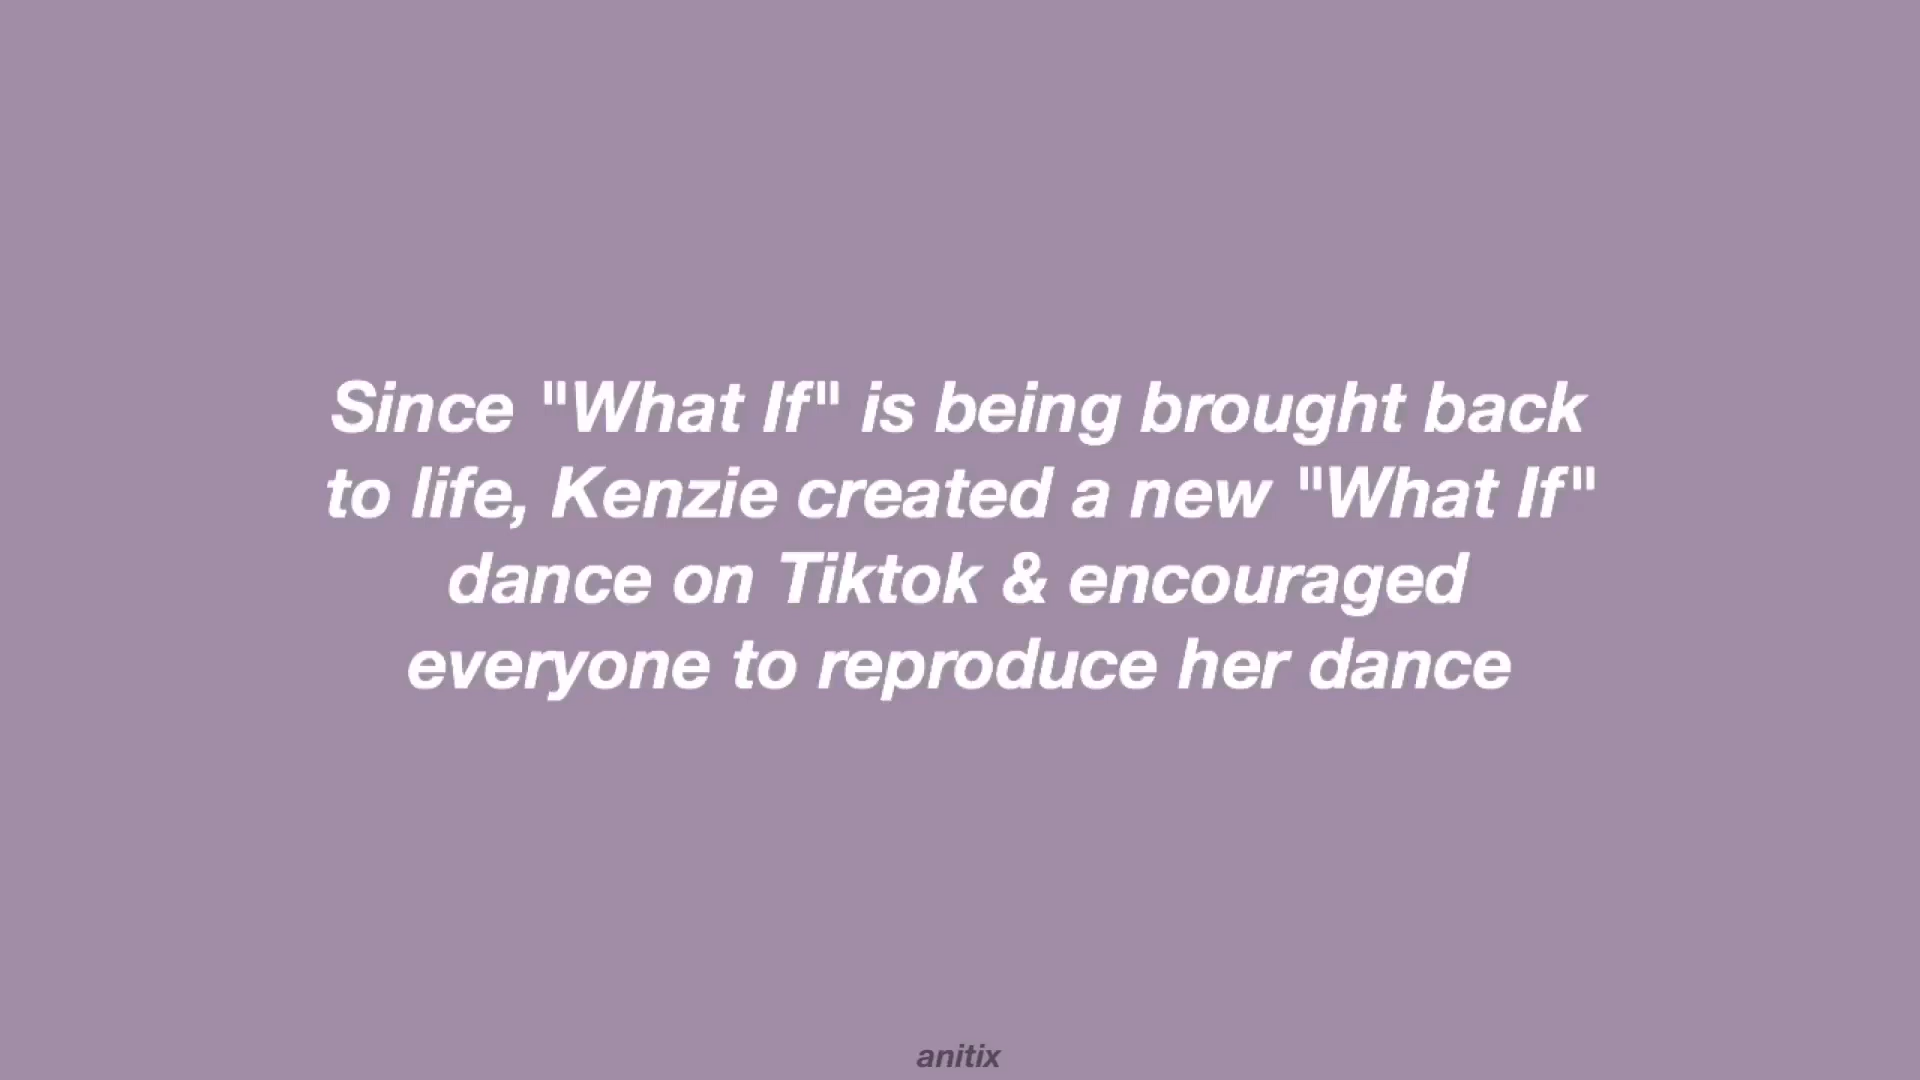 Since "What If" is being brought back
to life, Kenzie created a new "What If"
dance on Tiktok & encouraged
everyone to reproduce her dance
anitix